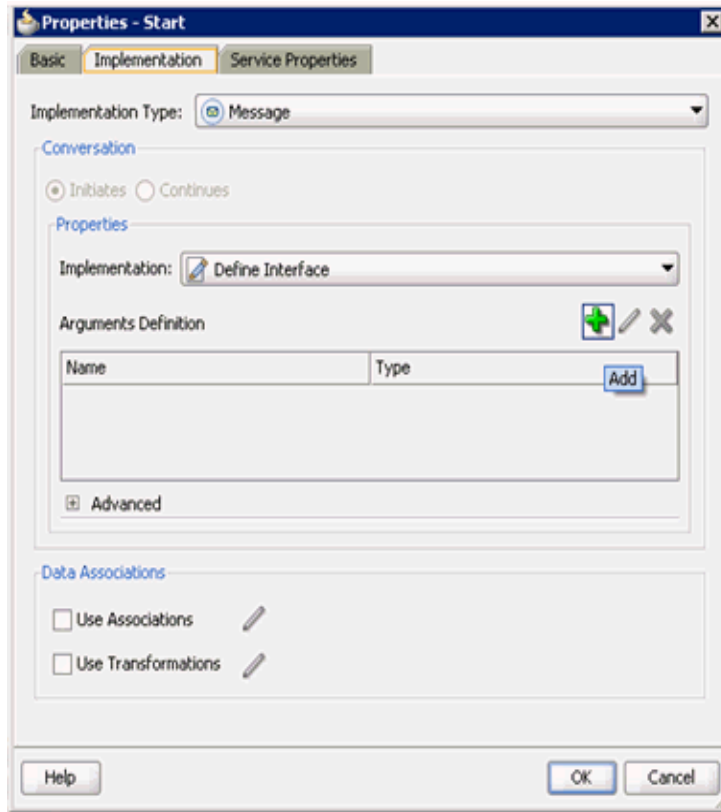 Properties - Start
Basic Implementation Service Properties
Implementation Type: Message
Conversation
Initiates Continues
Properties
Implementation: Define Interface
Arguments Definition
Name Type
Add
Advanced
Data Associations
Use Associations
Use Transformations
Help OK Cancel